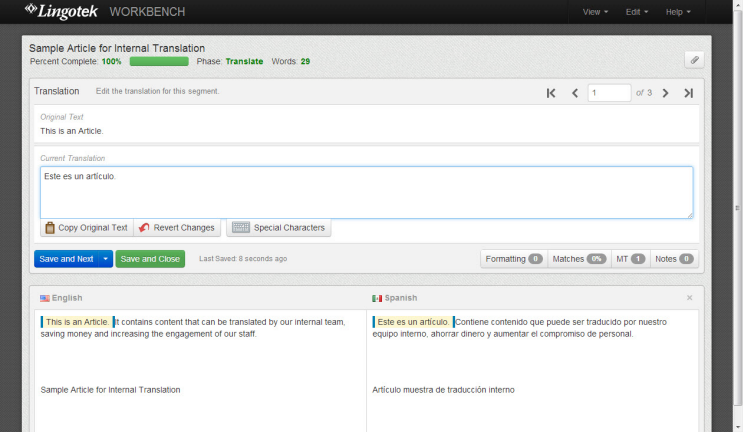 Lingotek WORKBENCH View Edit Help
Sample Article for Internal Translation
Percent Complete: 100% Phase: Translate Words: 29
Translation Edit the translation for this segment. 1 of 3
Original Text
This is an Article.
Current Translation
Este es un artículo.
Copy Original Text Revert Changes Special Characters
Save and Next Save and Close Last Saved: 8 seconds ago Formatting 0 Matches 0% MT 1 Notes 0
English Spanish
This is an Article. It contains content that can be translated by our internal team,
saving money and increasing the engagement of our staff.
Este es un artículo. Contiene contenido que puede ser traducido por nuestro
equipo interno, ahorrar dinero y aumentar el compromiso de personal.
Sample Article for Internal Translation
Artículo muestra de traducción interno